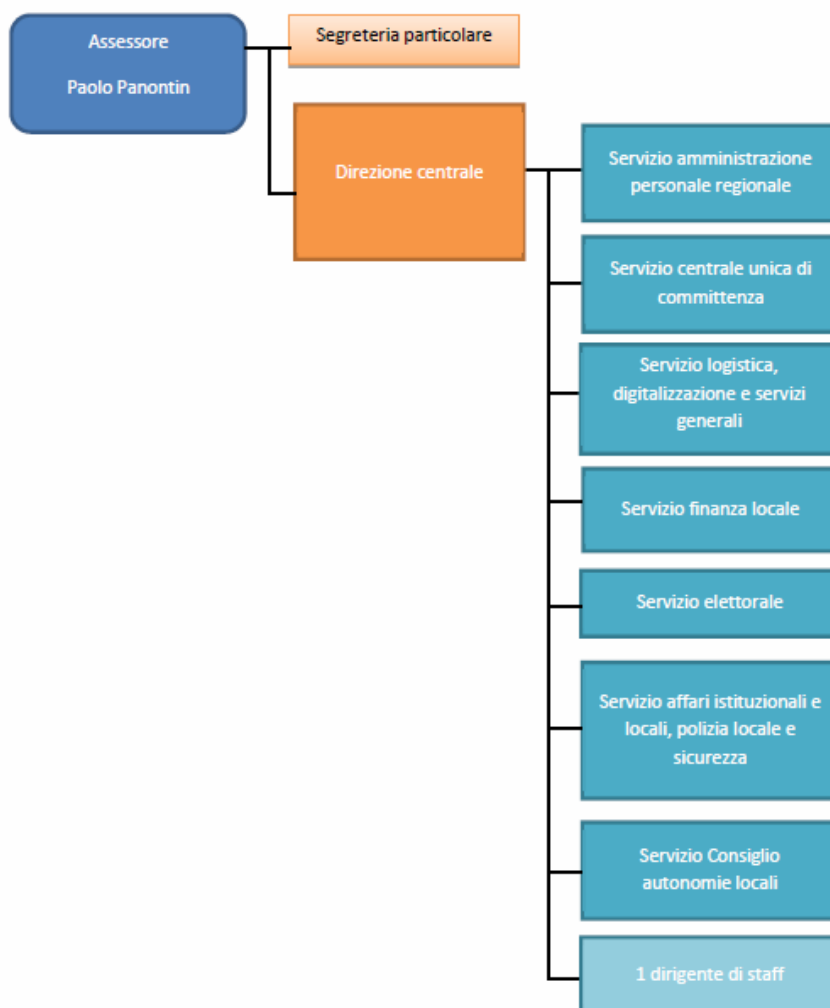 Assessore
Paolo Panontin
Segreteria particolare
Direzione centrale
Servizio amministrazione
personale regionale
Servizio centrale unica di
committenza
Servizio logistica,
digitalizzazione e servizi
generali
Servizio finanza locale
Servizio elettorale
Servizio affari istituzionali e
locali, polizia locale e
sicurezza
Servizio Consiglio
autonomie locali
1 dirigente di staff